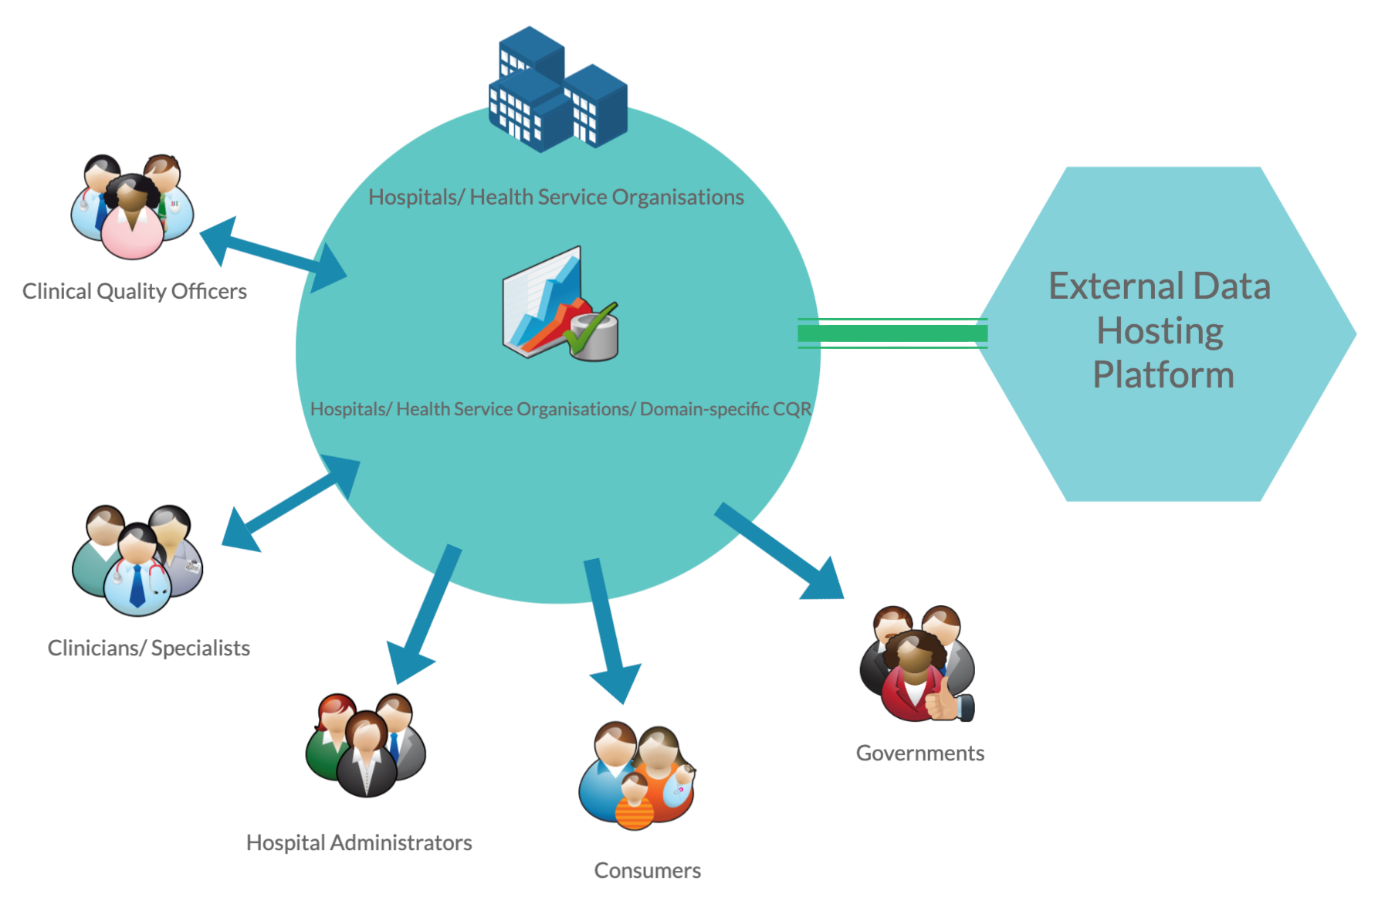 Hospitals/ Health Service Organisations
Clinical Quality Officers
External Data
Hosting
Platform
Hospitals/ Health Service Organisations/ Domain-specific CQR
Clinicians/ Specialists
Governments
Hospital Administrators
Consumers